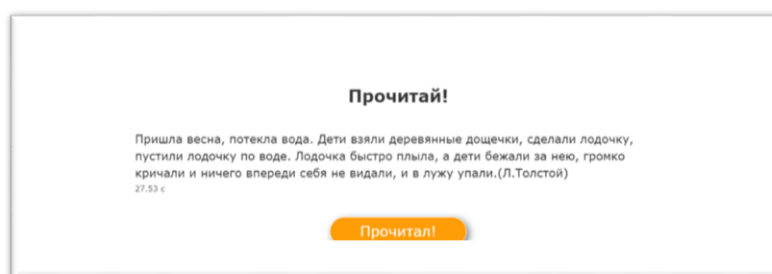 Прочитай!
Пришла весна, потекла вода. Дети взяли деревянные дощечки, сделали лодочку,
пустили лодочку по воде. Лодочка быстро плыла, а дети бежали за нею, громко
кричали и ничего впереди себя не видали, и в лужу упали.(Л.Толстой)
27.53 с
Прочитал!